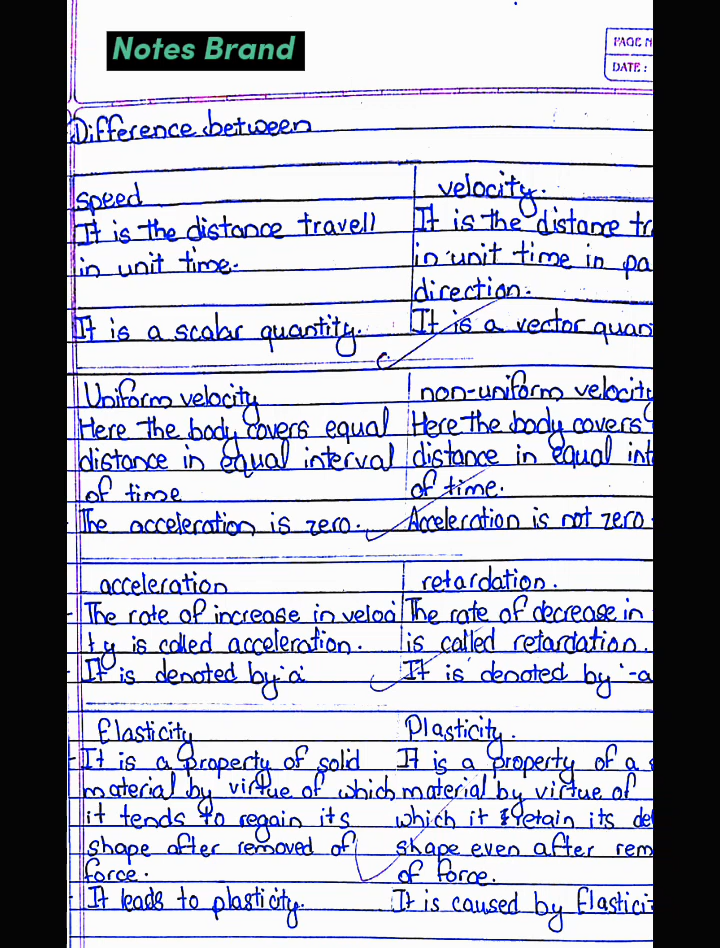 Notes Brand
PAGE N
DATE:
Difference between
speed
velocity.
It is the distance travell
in unit time.
It is the distance tr
in unit time in pa
direction.
It is a scalar quantity.
It is a vector quan
Uniform velocity
non-uniform velocity
Here the body covers equal
distance in equal interval
of time
Here the body covers
distance in equal int
of time.
The acceleration is zero.
Acceleration is not zero
acceleration
retardation.
The rate of increase in veloci
ty is called acceleration.
The rate of decrease in
is called retardation.
It is denoted by 'a'
It is denoted by '-a
Elasticity
Plasticity.
It is a property of solid
material by virtue of which
it tends to regain its
shape after removed of
force.
It is a property of a s
material by virtue of
which it retain its de
shape even after rem
of force.
It leads to plasticity.
It is caused by Elastici